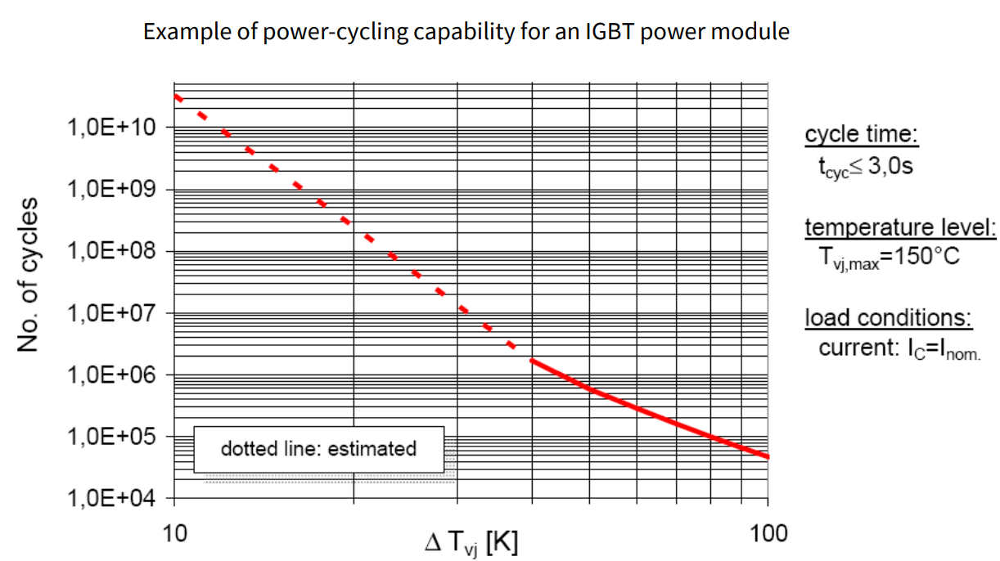 Example of power-cycling capability for an IGBT power module
1,0E+10
1,0E+09
1,0E+08
1,0E+07
1,0E+06
1,0E+05
1,0E+04
No. of cycles
dotted line: estimated
10
100
Δ Tvj [K]
cycle time:
tcyc≤ 3,0s
temperature level:
Tvj,max=150°C
load conditions:
current: IC=Inom.